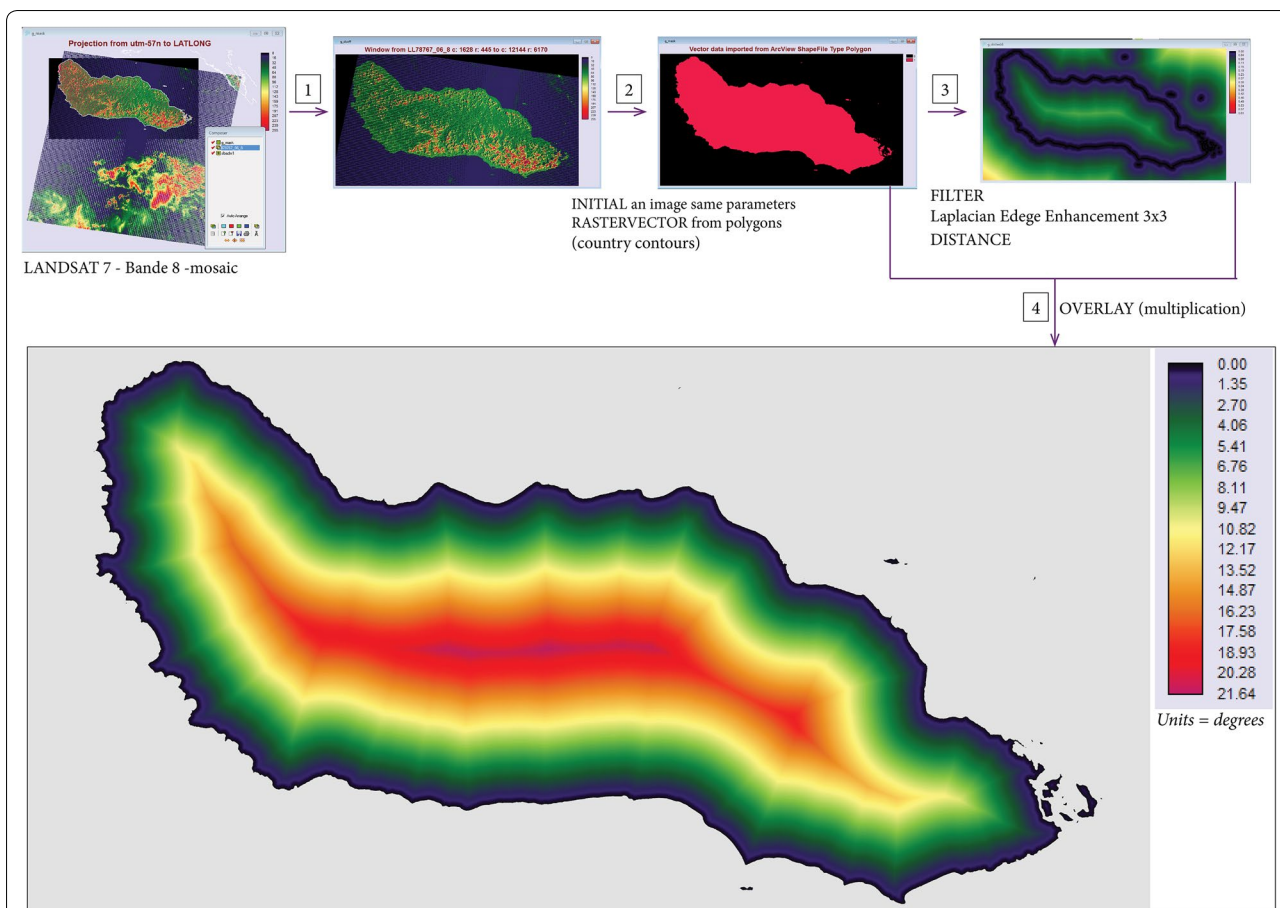 Projection from utm-57n to LATLONG
Composer
Auto Arrange
LANDSAT 7 - Bande 8 -mosaic
1
Window from LL78767_06_8 c: 1628 r: 445 to c: 12144 r: 6170
2
INITIAL an image same parameters
RASTERVECTOR from polygons
(country contours)
Vector data imported from ArcView ShapeFile Type Polygon
3
FILTER
Laplacian Edege Enhancement 3x3
DISTANCE
4
OVERLAY (multiplication)
0.00
1.35
2.70
4.06
5.41
6.76
8.11
9.47
10.82
12.17
13.52
14.87
16.23
17.58
18.93
20.28
21.64
Units = degrees